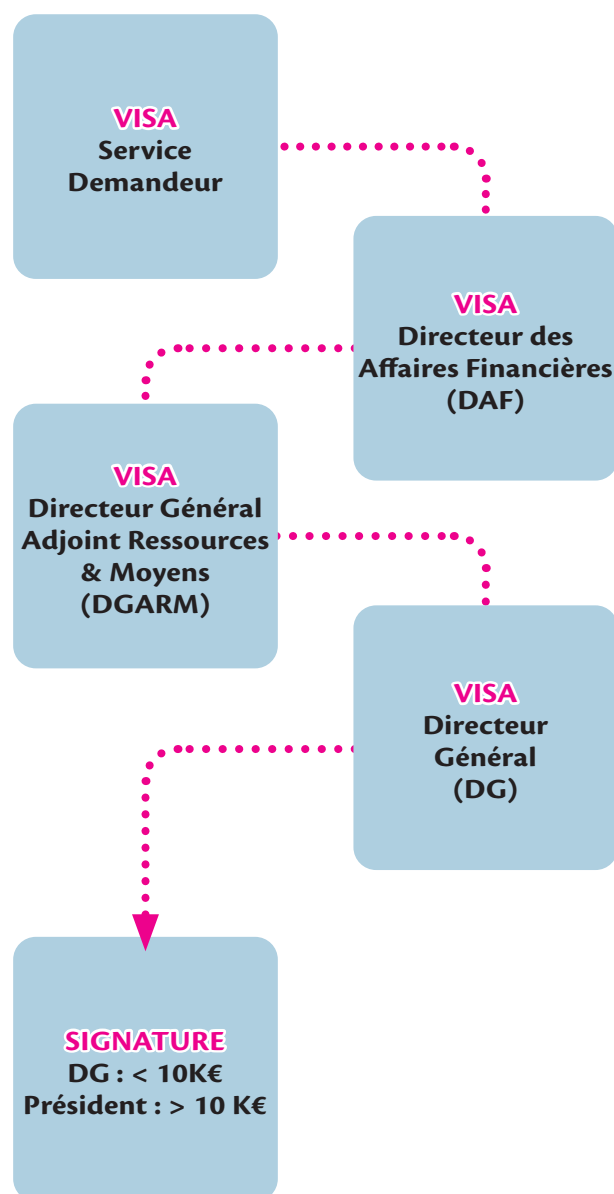 VISA
Service
Demandeur
VISA
Directeur des
Affaires Financières
(DAF)
VISA
Directeur Général
Adjoint Ressources
& Moyens
(DGARM)
VISA
Directeur
Général
(DG)
SIGNATURE
DG : < 10K€
Président : > 10 K€